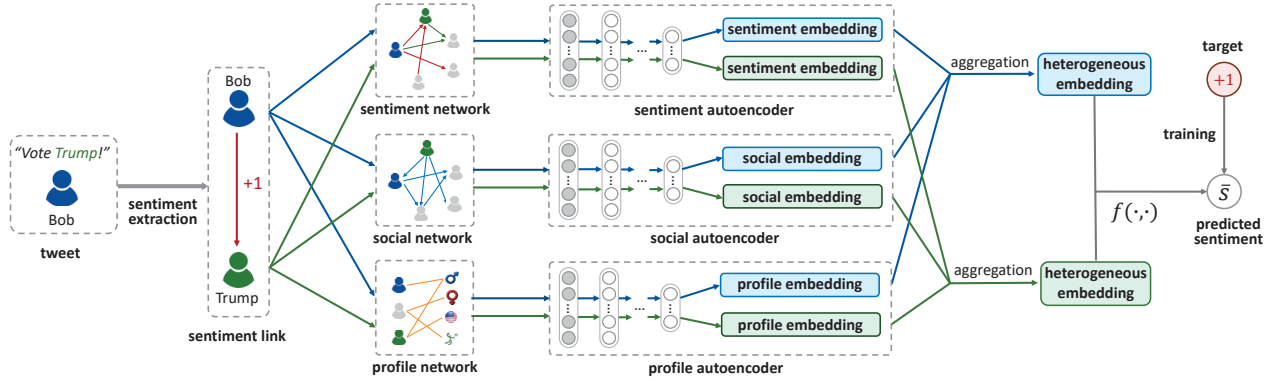 “Vote Trump!”
Bob
tweet
sentiment
extraction
Bob
+1
Trump
sentiment link
sentiment network
social network
profile network
...
sentiment embedding
sentiment embedding
sentiment autoencoder
...
social embedding
social embedding
social autoencoder
...
profile embedding
profile embedding
profile autoencoder
aggregation
heterogeneous
embedding
aggregation
heterogeneous
embedding
f(·,·)
target
+1
training
s̄
predicted
sentiment